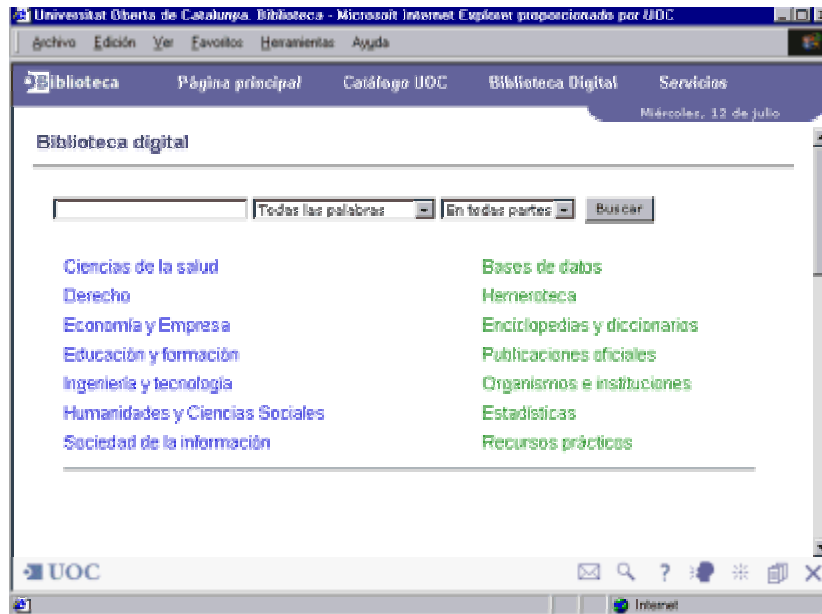 Universitat Oberta de Catalunya. Biblioteca - Microsoft Internet Explorer proporcionado por UOC
Archivo Edición Ver Favoritos Herramientas Ayuda
Biblioteca Página principal Catálogo UOC Biblioteca Digital Servicios
Miércoles, 12 de julio
Biblioteca digital
Todas las palabras En todas partes Buscar
Ciencias de la salud Bases de datos
Derecho Hemeroteca
Economía y Empresa Enciclopedias y diccionarios
Educación y formación Publicaciones oficiales
Ingeniería y tecnología Organismos e instituciones
Humanidades y Ciencias Sociales Estadísticas
Sociedad de la información Recursos prácticos
UOC ?
Internet